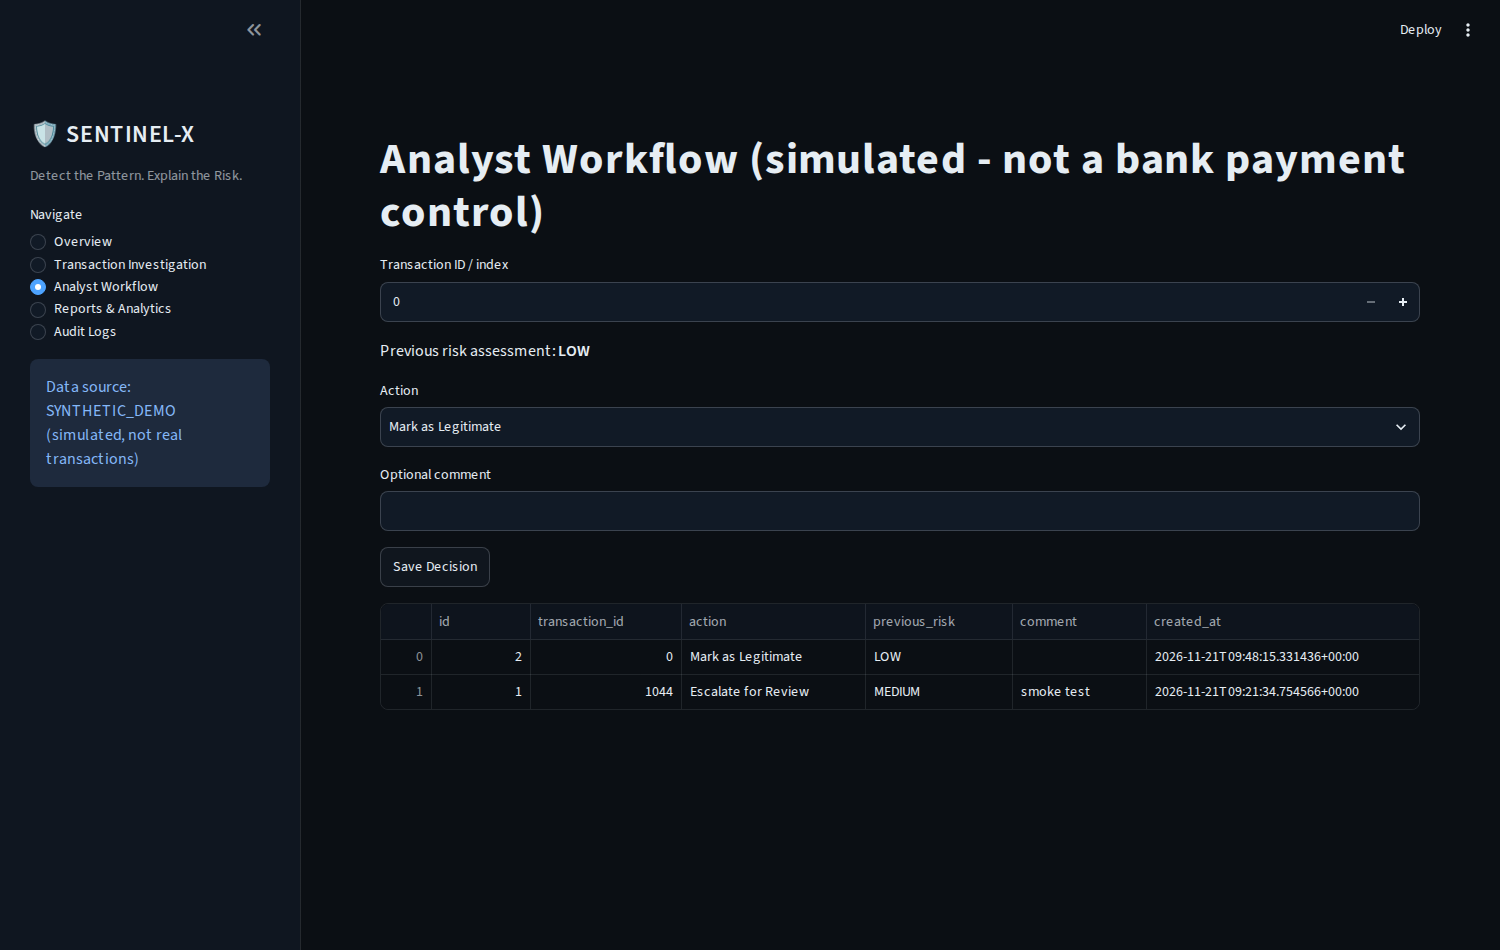 Deploy
SENTINEL-X
Detect the Pattern. Explain the Risk.
Navigate
Overview
Transaction Investigation
Analyst Workflow
Reports & Analytics
Audit Logs
Data source:
SYNTHETIC_DEMO
(simulated, not real
transactions)
Analyst Workflow (simulated - not a bank payment
control)
Transaction ID / index
0
Previous risk assessment: LOW
Action
Mark as Legitimate
Optional comment
Save Decision
id transaction_id action previous_risk comment created_at
0 2 0 Mark as Legitimate LOW 2026-11-21T09:48:15.331436+00:00
1 1 1044 Escalate for Review MEDIUM smoke test 2026-11-21T09:21:34.754566+00:00